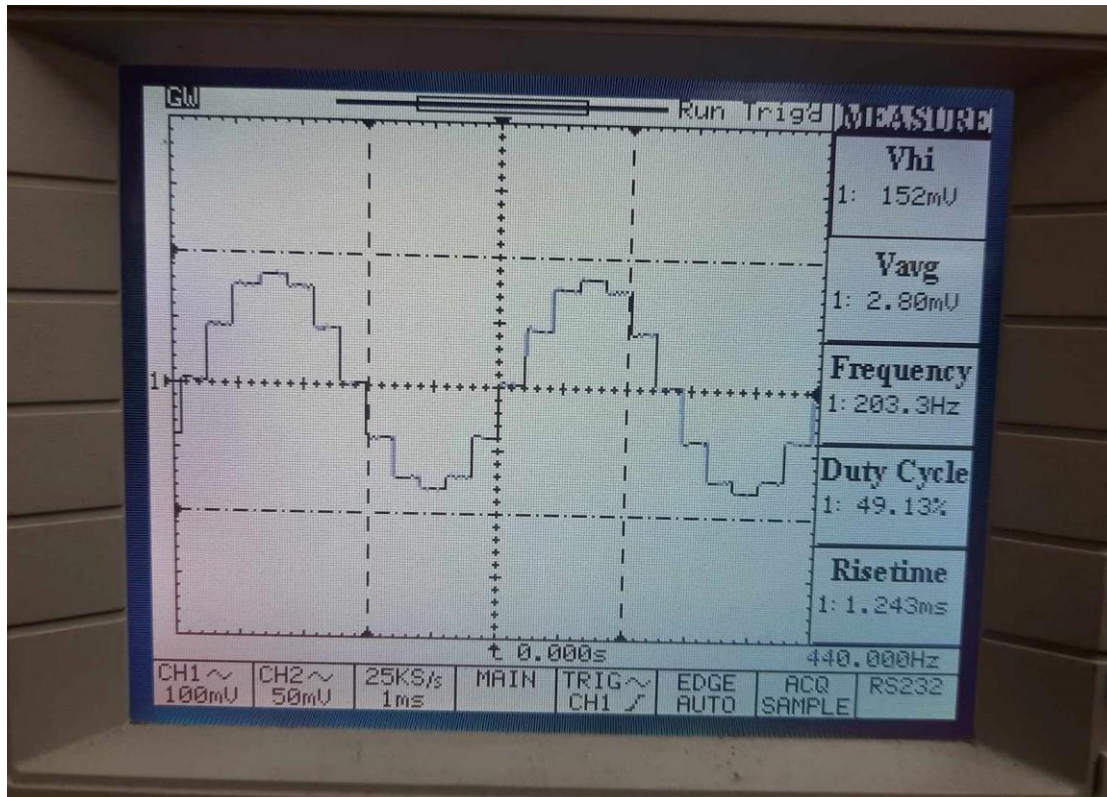 GW Run Trig'd MEASURE
Vhi
1: 152mV
Vavg
1: 2.80mV
Frequency
1: 203.3Hz
Duty Cycle
1: 49.13%
Risetime
1: 1.243ms
1
t 0.000s 440.000Hz
CH1～ CH2～ 25KS/s MAIN TRIG～ EDGE ACQ RS232
100mV 50mV 1ms CH1 AUTO SAMPLE